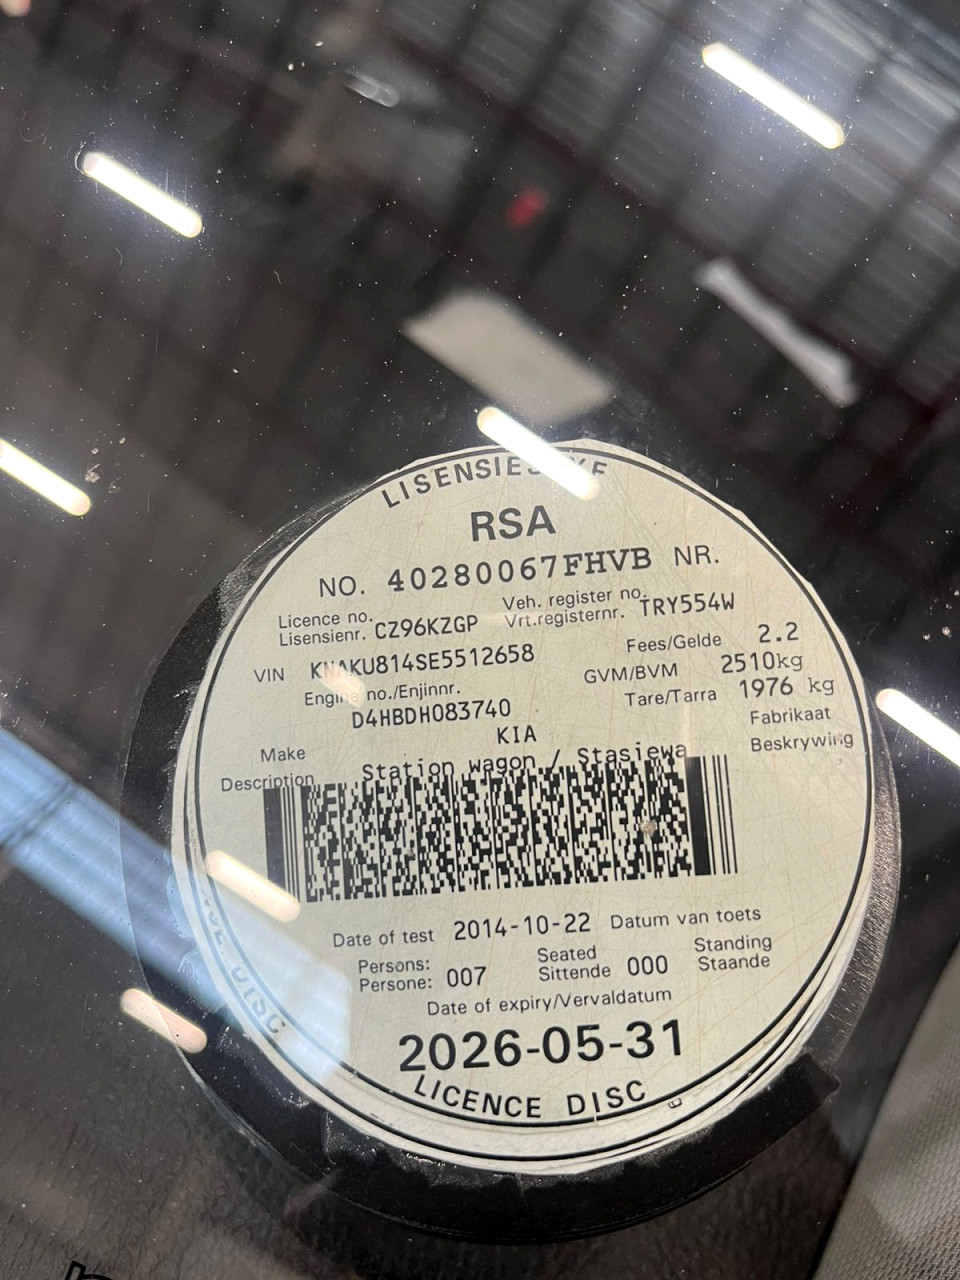 LISENSIES
RSA
NO. 40280067FHVB NR.
Licence no. Lisensienr. CZ96KZGP Veh. register no. Vrt.registernr. TRY554W
VIN KNAKU814SE5512658 Fees/Gelde 2.2
Engine no./Enjinnr. GVM/BVM 2510kg
D4HBDH083740 Tare/Tarra 1976 kg
Make KIA Fabrikaat
Description Station wagon / Stasiewa Beskrywing
Date of test 2014-10-22 Datum van toets
Persons: Persone: 007 Seated Sittende 000 Standing Staande
Date of expiry/Vervaldatum
2026-05-31
LICENCE DISC
DISC